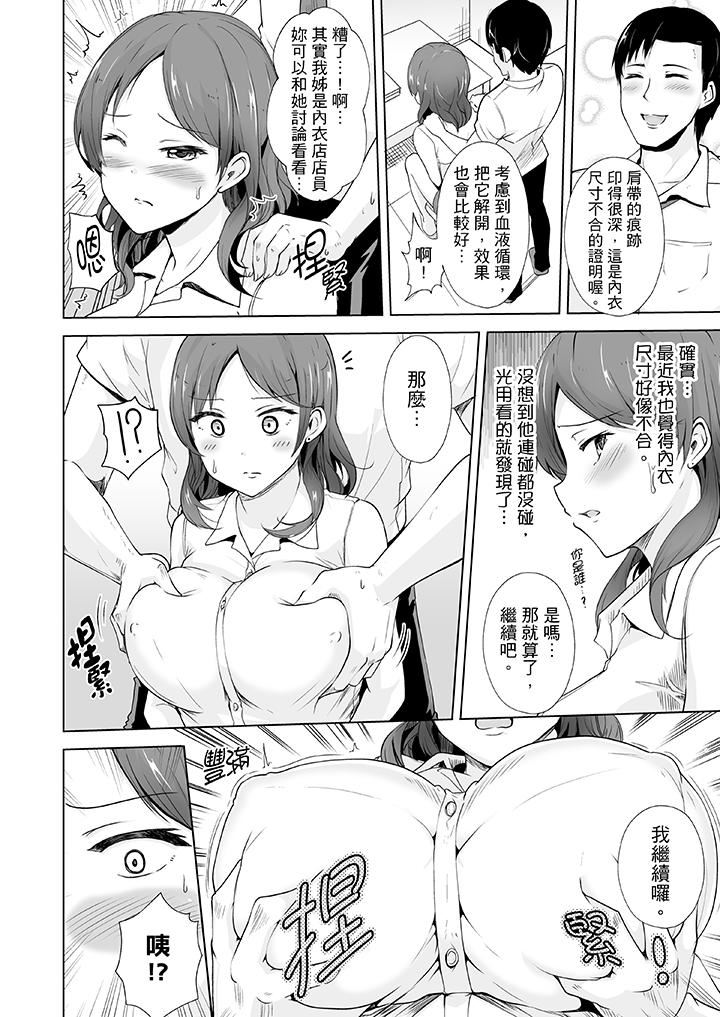 肩帶的痕跡
印得很深，這是內衣
尺寸不合的證明喔。
考慮到血液循環，
把它解開，效果
也會比較好…
啊！
糟了…！啊…
其實我姊是內衣店店員
妳可以和她討論看看…
捏緊
嗯
確實…
最近我也覺得內衣
尺寸好像不合。
沒想到他連碰都沒碰，
光用看的就發現了…
你是誰…？
是嗎…
那就算了，
繼續吧。
那麼…
!?
捏緊
我繼續囉。
豐滿
捏緊！
咦!?